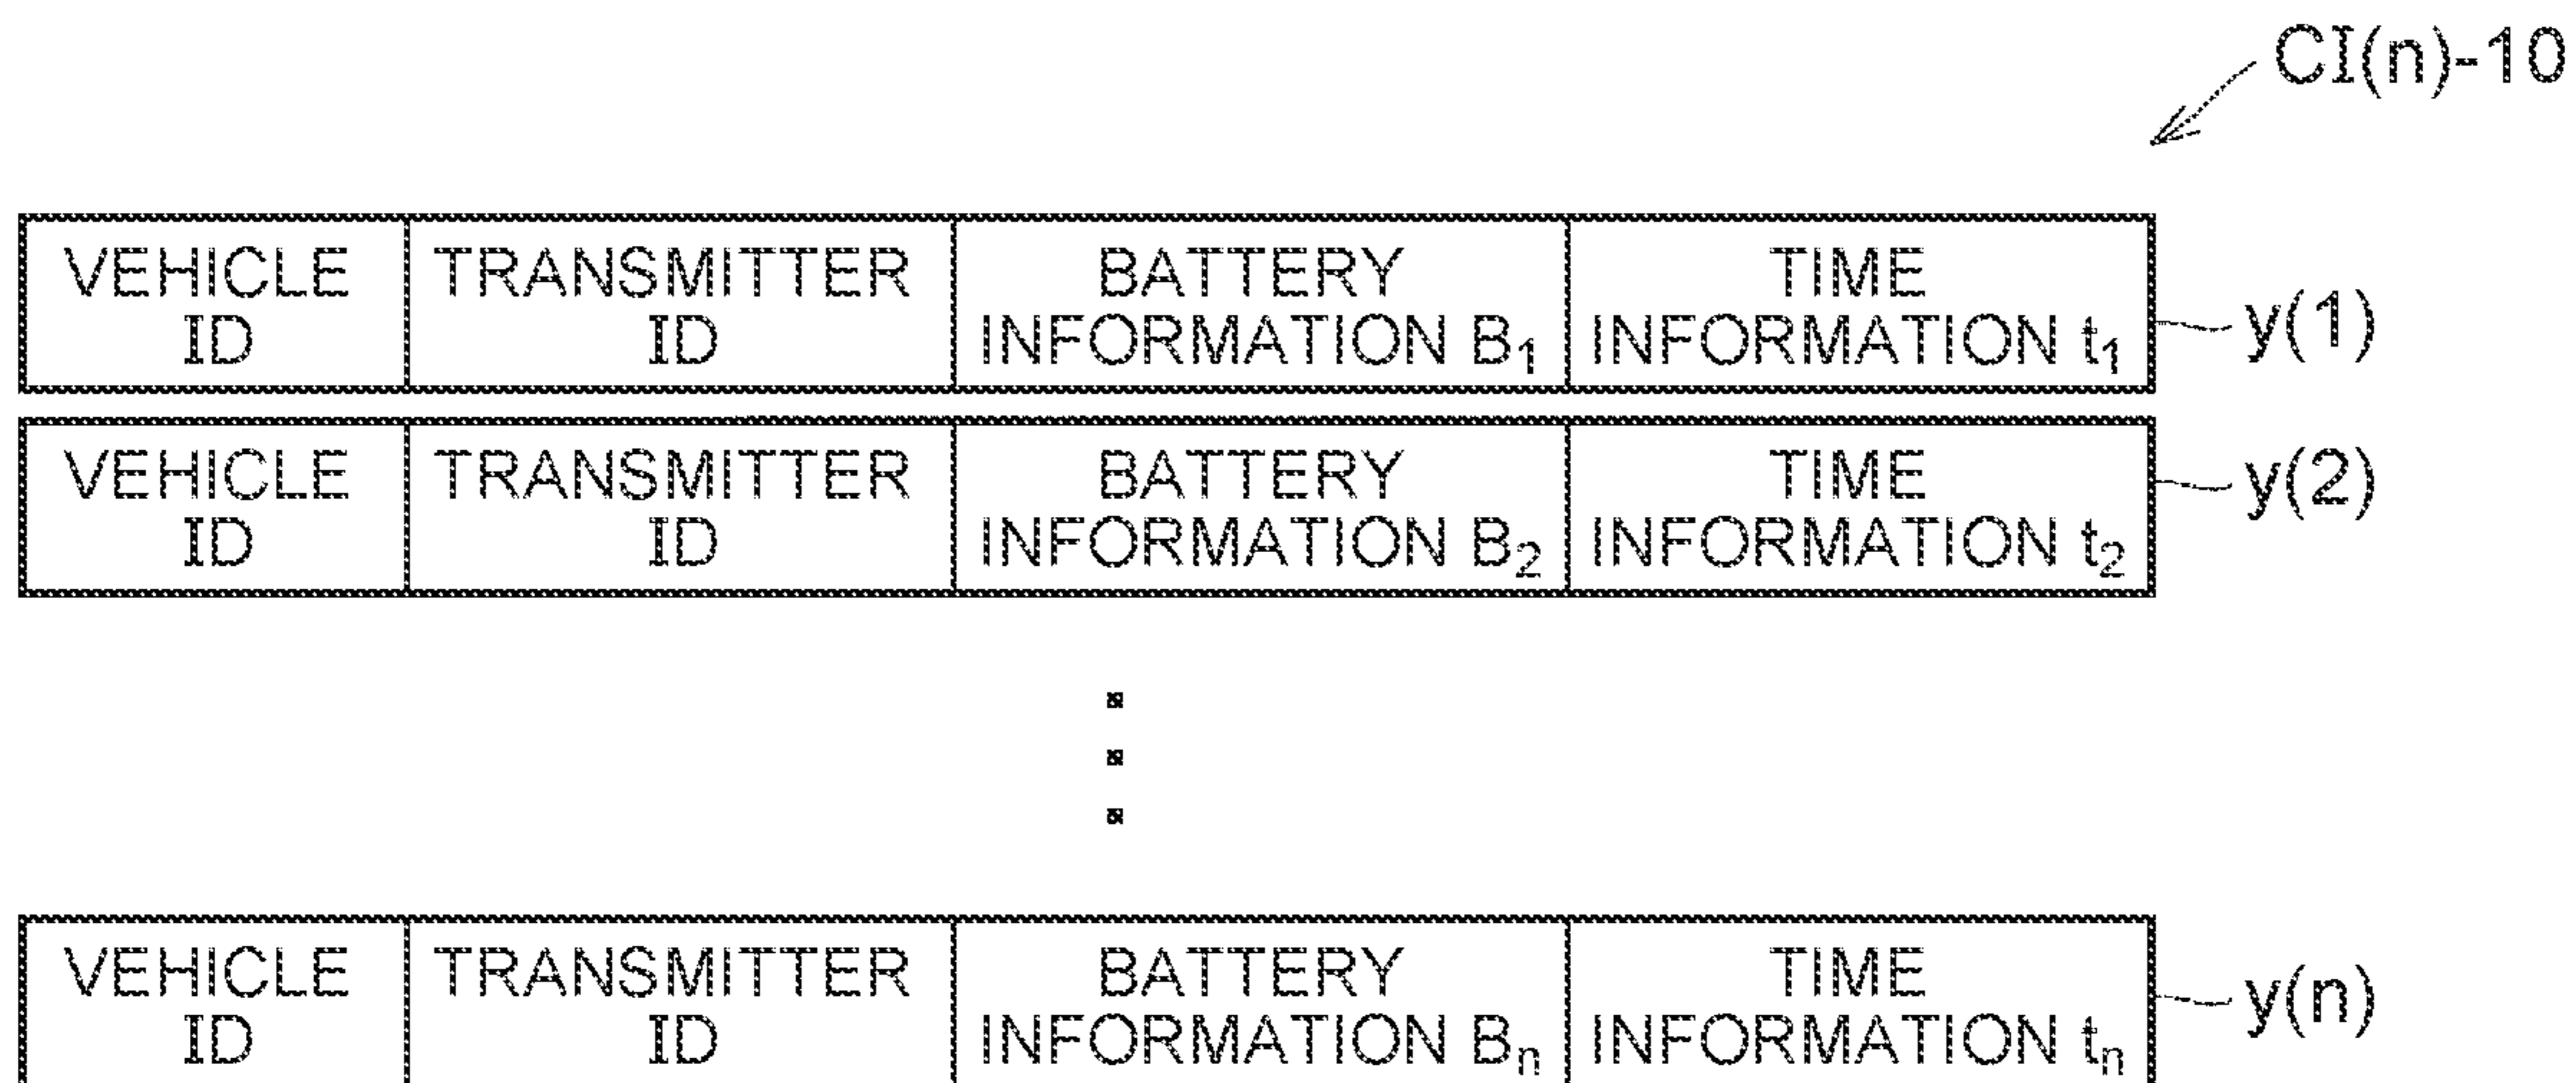 CI(n)-10
VEHICLE TRANSMITTER BATTERY TIME
ID ID INFORMATION B₁ INFORMATION t₁ y(1)
VEHICLE TRANSMITTER BATTERY TIME y(2)
ID ID INFORMATION B₂ INFORMATION t₂
VEHICLE TRANSMITTER BATTERY TIME
ID ID INFORMATION Bₙ INFORMATION tₙ y(n)